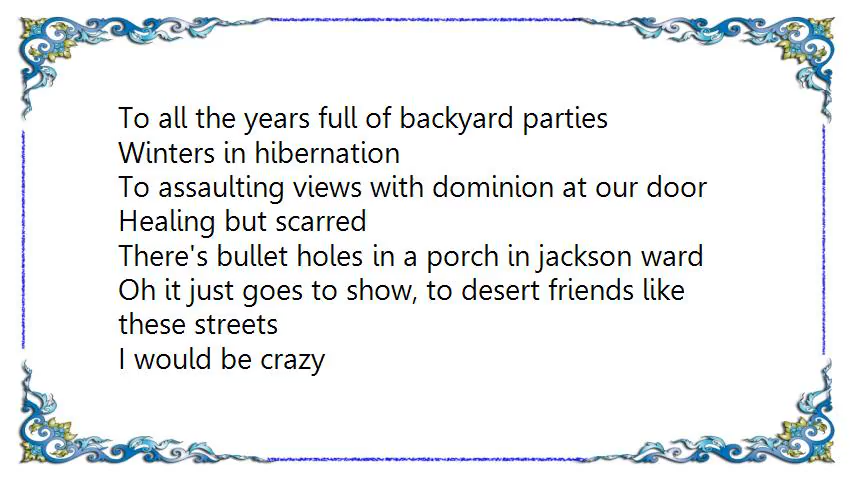 To all the years full of backyard parties
Winters in hibernation
To assaulting views with dominion at our door
Healing but scarred
There's bullet holes in a porch in jackson ward
Oh it just goes to show, to desert friends like
these streets
I would be crazy